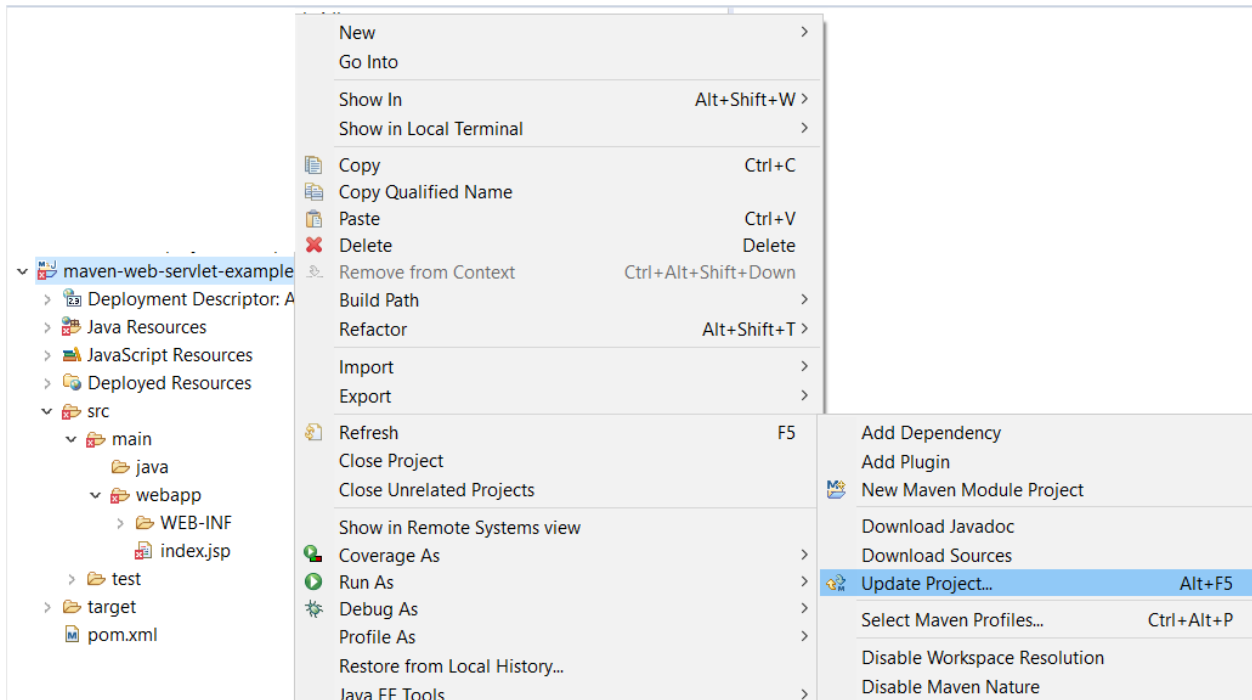 maven-web-servlet-example
Deployment Descriptor: A
Java Resources
JavaScript Resources
Deployed Resources
src
main
java
webapp
WEB-INF
index.jsp
test
target
pom.xml
New
Go Into
Show In Alt+Shift+W
Show in Local Terminal
Copy Ctrl+C
Copy Qualified Name
Paste Ctrl+V
Delete Delete
Remove from Context Ctrl+Alt+Shift+Down
Build Path
Refactor Alt+Shift+T
Import
Export
Refresh F5
Close Project
Close Unrelated Projects
Show in Remote Systems view
Coverage As
Run As
Debug As
Profile As
Restore from Local History...
Java EE Tools
Add Dependency
Add Plugin
New Maven Module Project
Download Javadoc
Download Sources
Update Project... Alt+F5
Select Maven Profiles... Ctrl+Alt+P
Disable Workspace Resolution
Disable Maven Nature